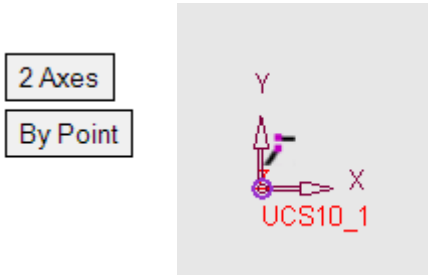 2 Axes
By Point
Y
X
UCS10_1